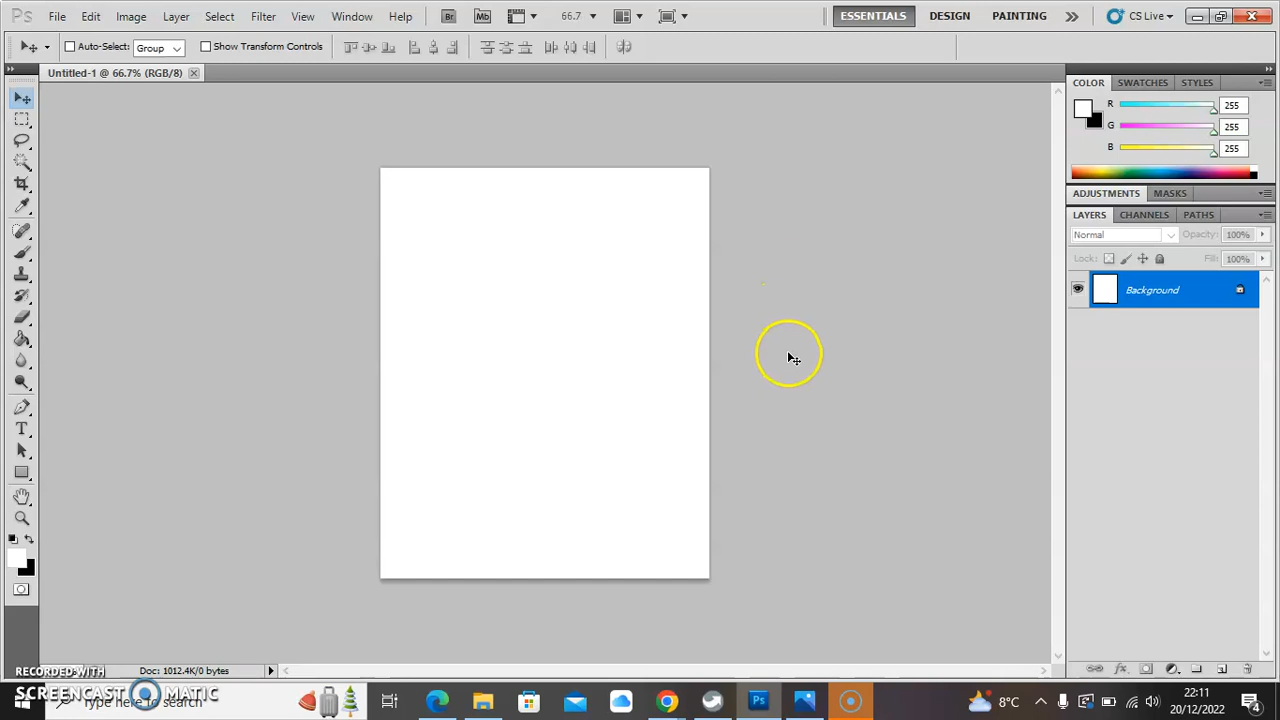 Ps File Edit Image Layer Select Filter View Window Help Br Mb 66.7 ESSENTIALS DESIGN PAINTING CS Live
Auto-Select: Group Show Transform Controls
Untitled-1 @ 66.7% (RGB/8)
COLOR SWATCHES STYLES
R 255
G 255
B 255
ADJUSTMENTS MASKS
LAYERS CHANNELS PATHS
Normal Opacity: 100%
Lock: Fill: 100%
Background
T
fx
Doc: 1012.4K/0 bytes
RECORDED WITH
SCREENCAST MATIC
Type here to search
Ps
8°C
22:11
20/12/2022
4